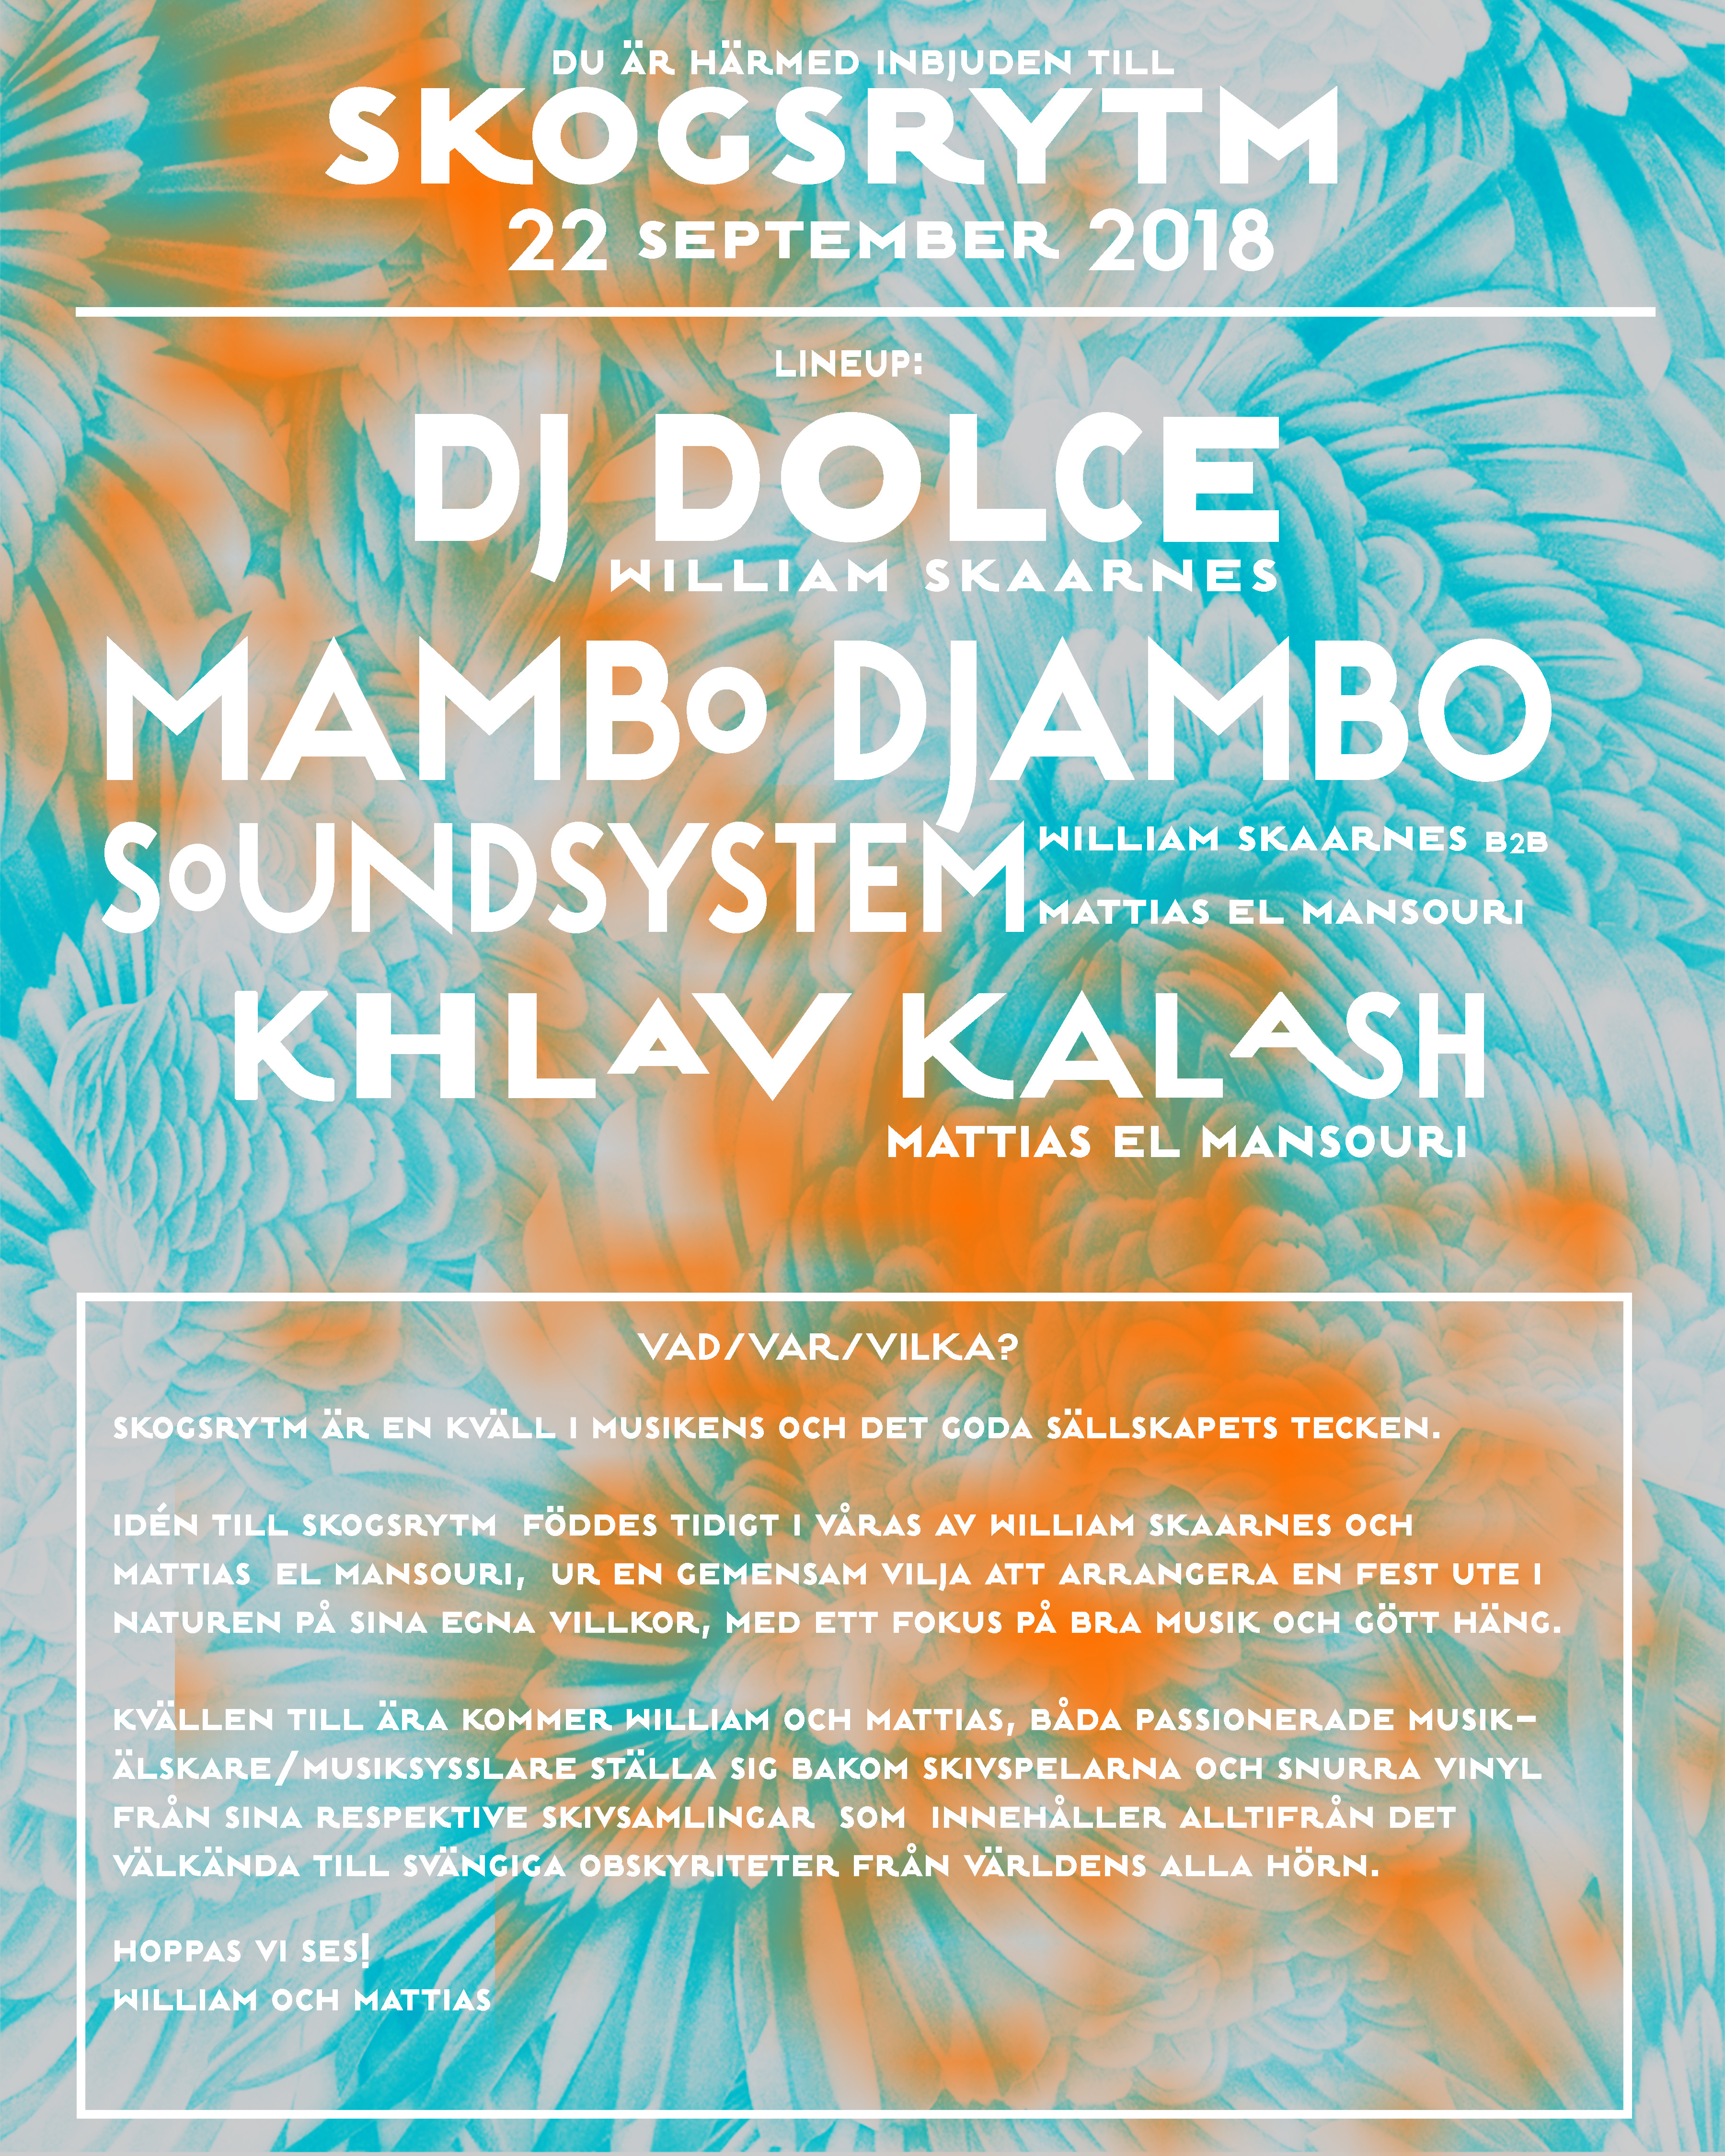 DU ÄR HÄRMED INBJUDEN TILL
SKOGSRYTM
22 SEPTEMBER 2018
LINEUP:
DJ DOLCE
WILLIAM SKAARNES
MAMBO DJAMBO
SOUNDSYSTEM WILLIAM SKAARNES B2B
MATTIAS EL MANSOURI
KHLAV KALASH
MATTIAS EL MANSOURI
VAD/VAR/VILKA?
SKOGSRYTM ÄR EN KVÄLL I MUSIKENS OCH DET GODA SÄLLSKAPETS TECKEN.
IDÉN TILL SKOGSRYTM FÖDDES TIDIGT I VÅRAS AV WILLIAM SKAARNES OCH
MATTIAS EL MANSOURI, UR EN GEMENSAM VILJA ATT ARRANGERA EN FEST UTE I
NATUREN PÅ SINA EGNA VILLKOR, MED ETT FOKUS PÅ BRA MUSIK OCH GÖTT HÄNG.
KVÄLLEN TILL ÄRA KOMMER WILLIAM OCH MATTIAS, BÅDA PASSIONERADE MUSIK-
ÄLSKARE/MUSIKSYSSLARE STÄLLA SIG BAKOM SKIVSPELARNA OCH SNURRA VINYL
FRÅN SINA RESPEKTIVE SKIVSAMLINGAR SOM INNEHÅLLER ALLTIFRÅN DET
VÄLKÄNDA TILL SVÄNGIGA OBSKYRITETER FRÅN VÄRLDENS ALLA HÖRN.
HOPPAS VI SES!
WILLIAM OCH MATTIAS